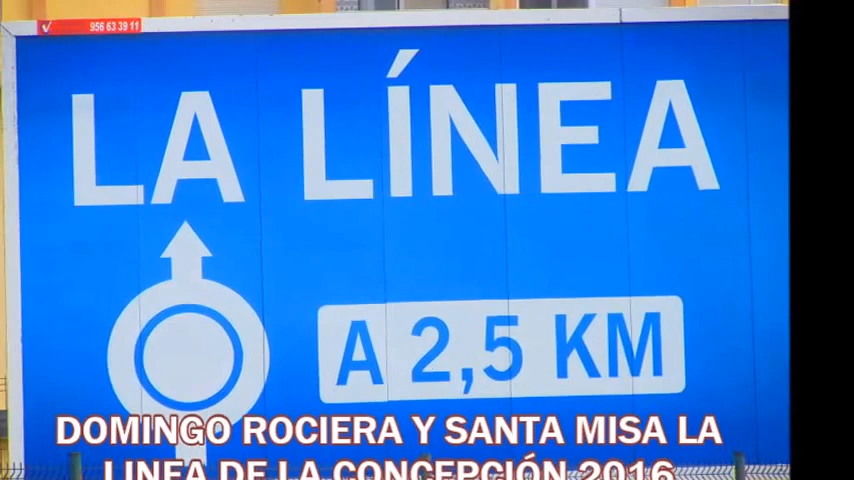 956 63 39 11
LA LÍNEA
A 2,5 KM
DOMINGO ROCIERA Y SANTA MISA LA
LINEA DE LA CONCEPCIÓN 2016